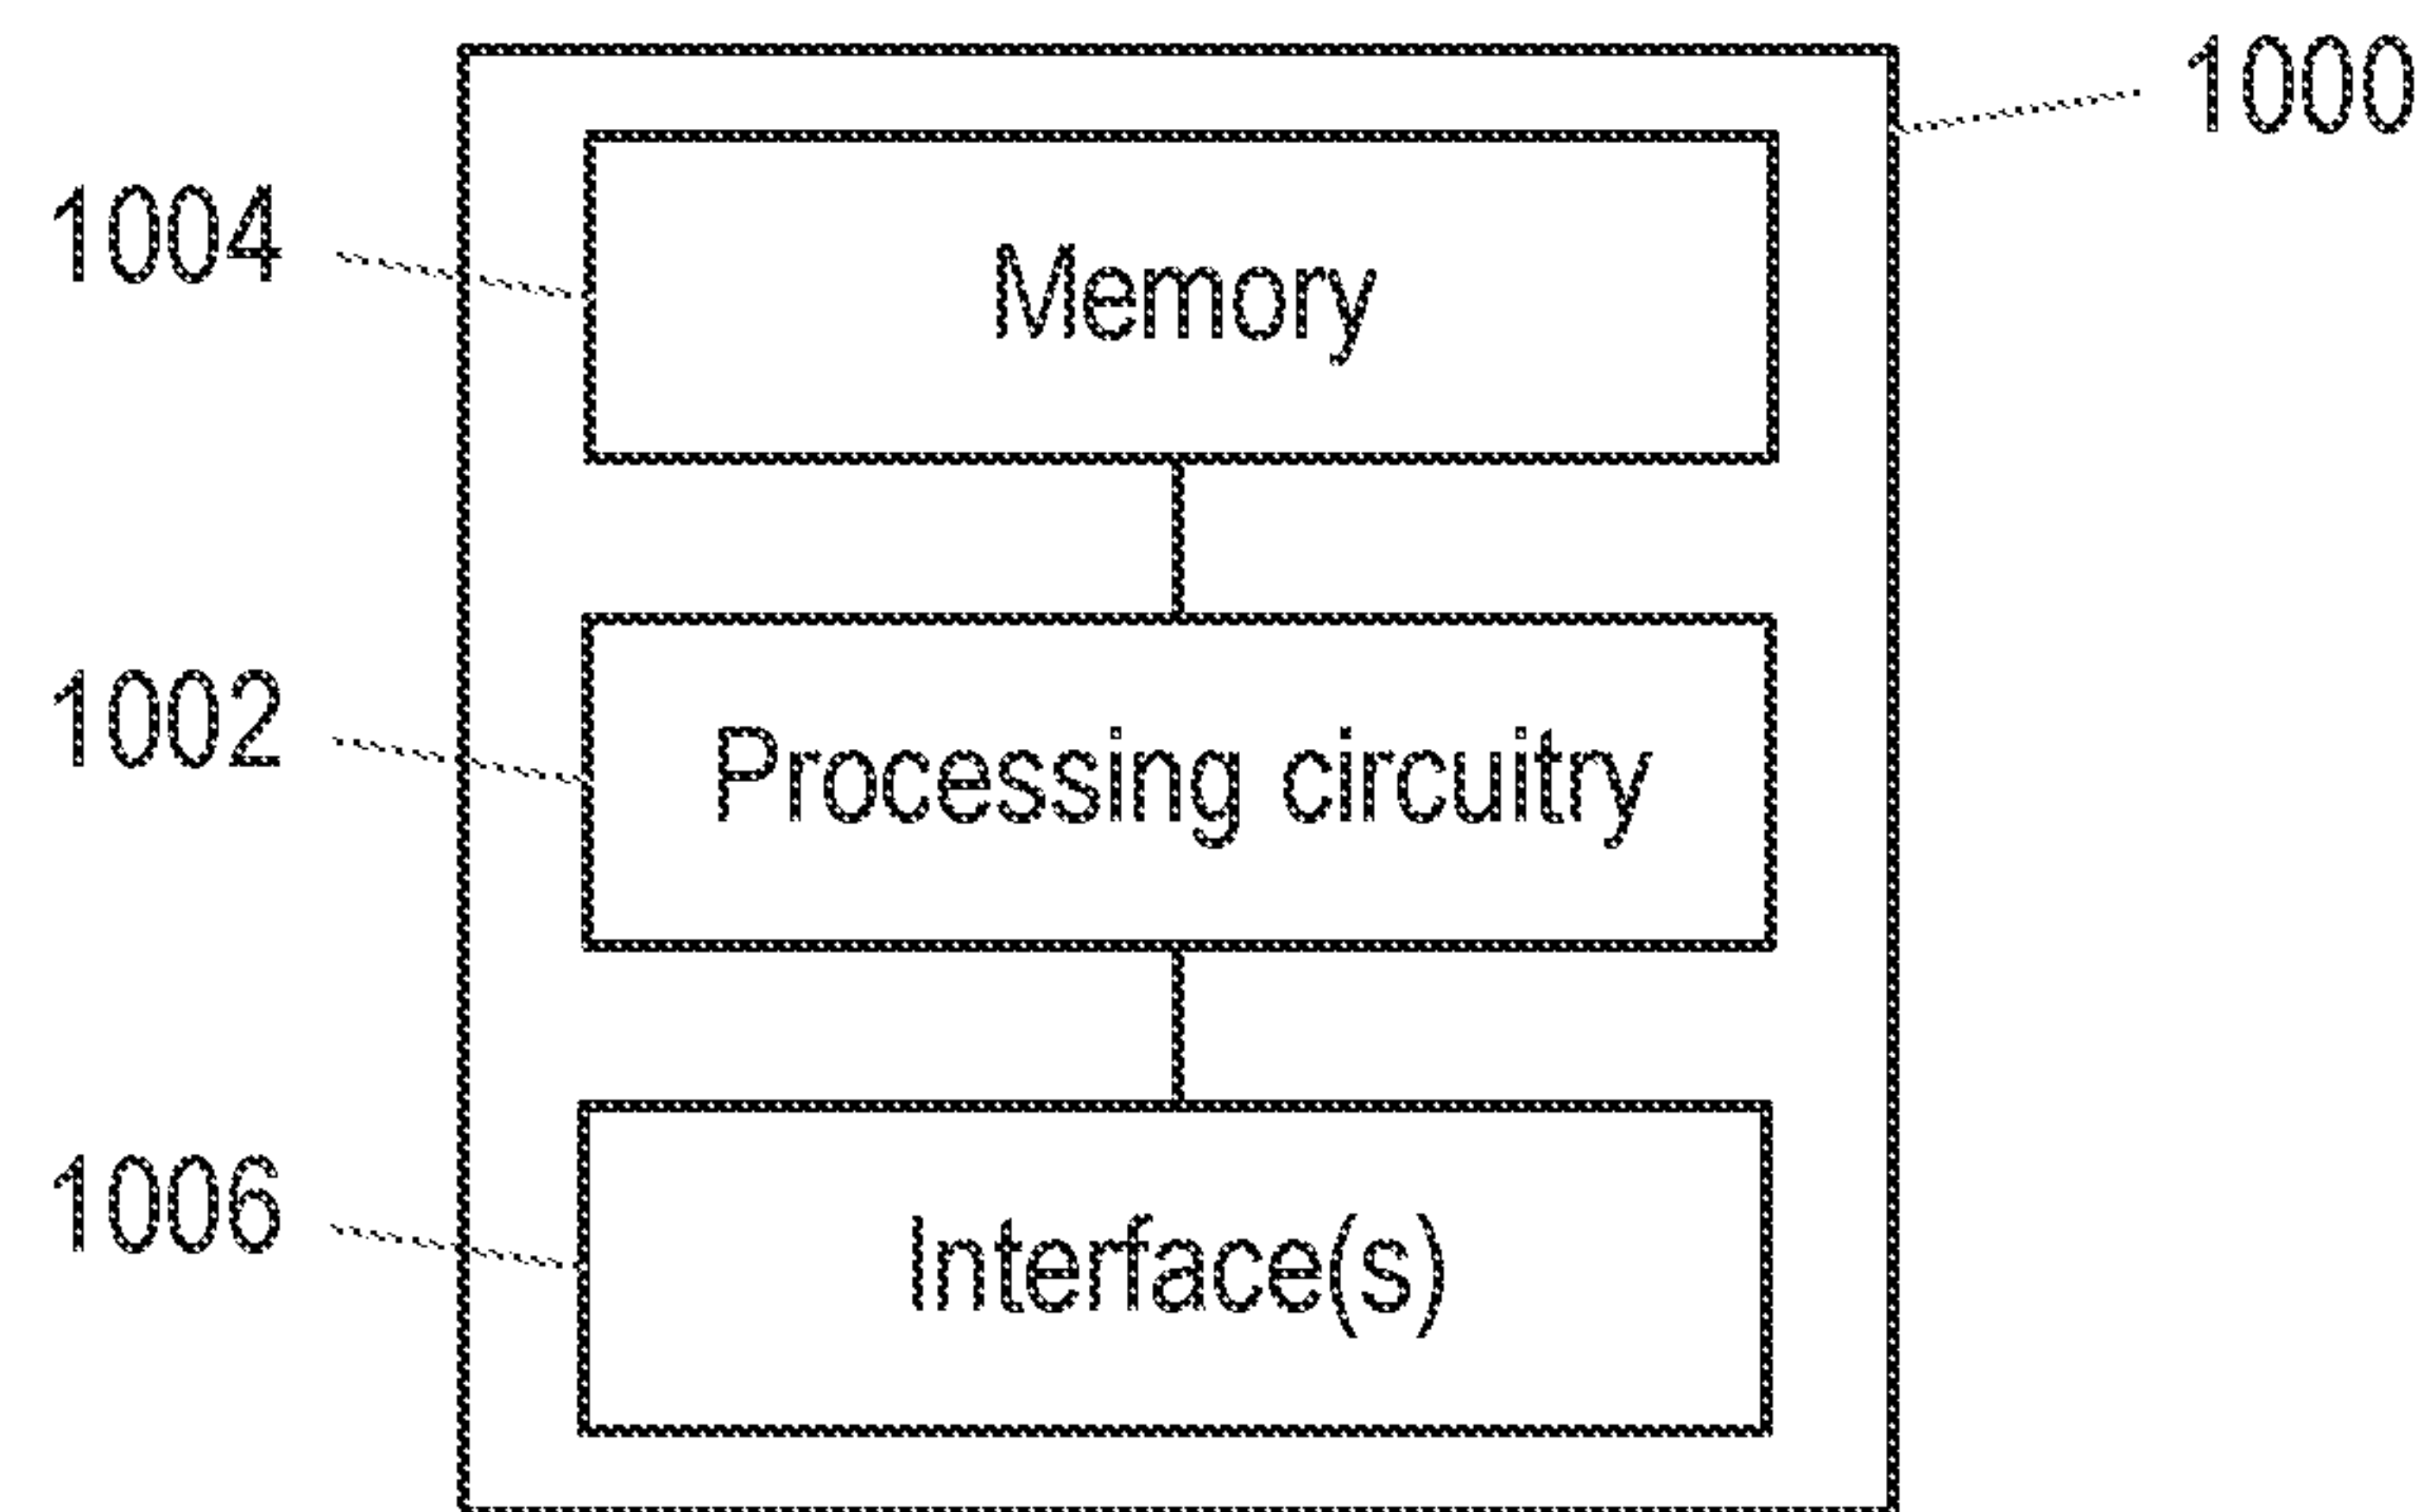 1000
1004
Memory
1002
Processing circuitry
1006
Interface(s)